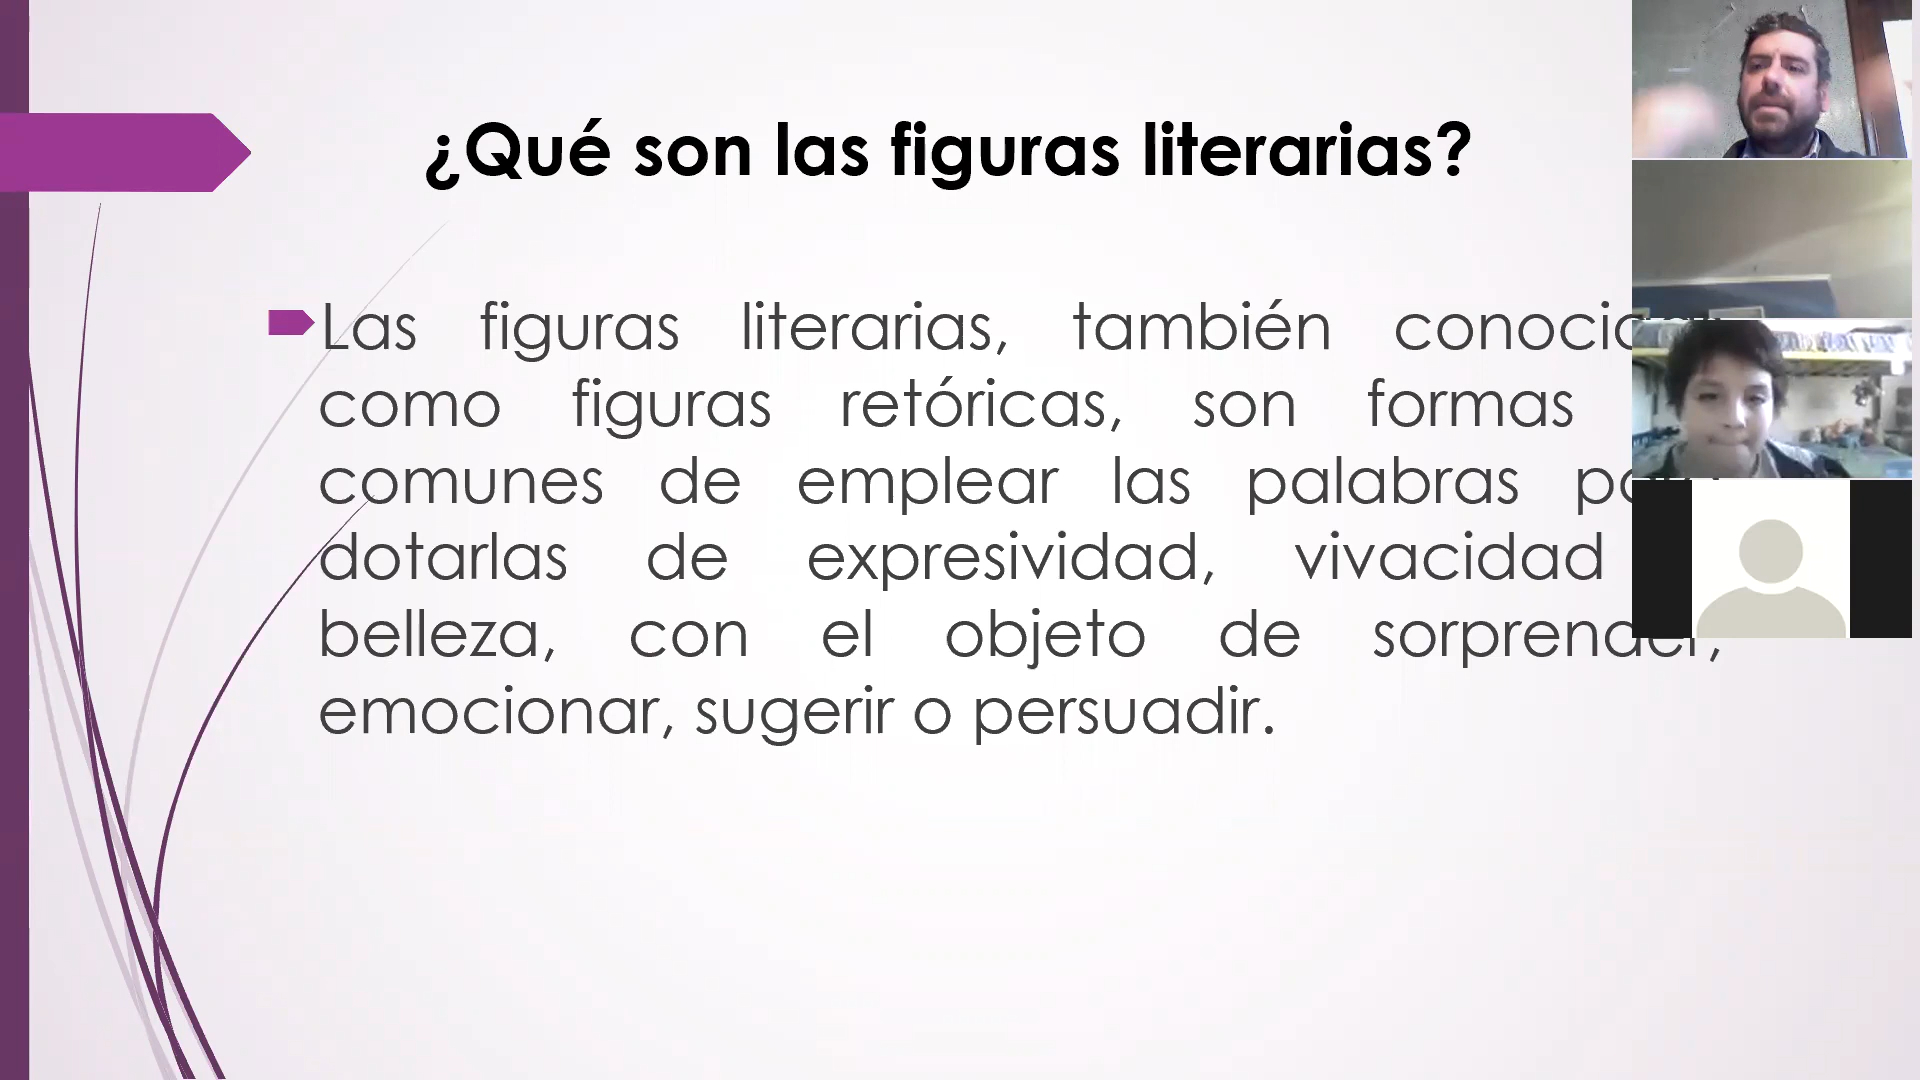 ¿Qué son las figuras literarias?
Las figuras literarias, también
como figuras retóricas, son formas
comunes de emplear las palabras
dotarlas de expresividad, vivacidad
belleza, con el objeto de sorprender,
emocionar, sugerir o persuadir.